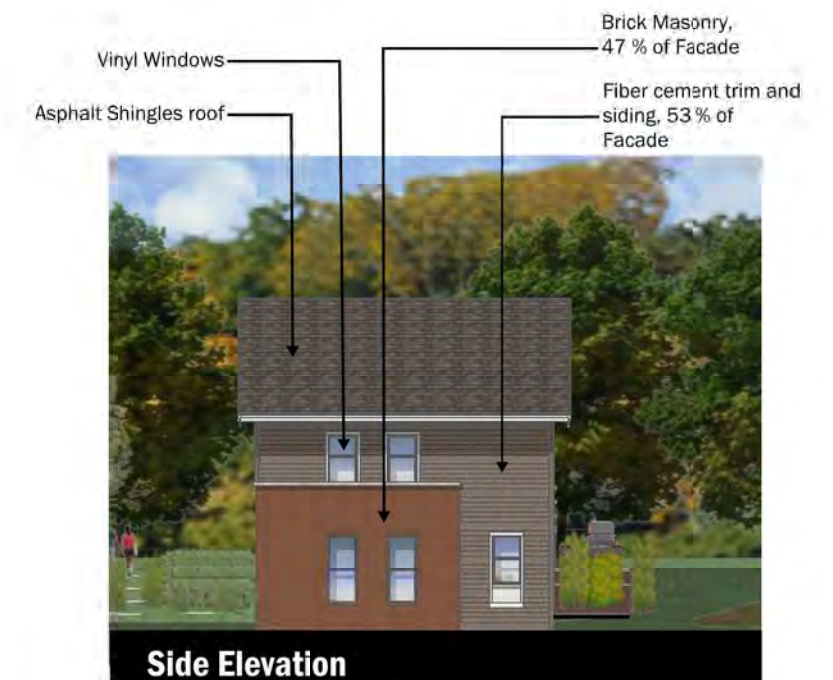 Brick Masonry,
47 % of Facade
Vinyl Windows
Fiber cement trim and
siding, 53 % of
Facade
Asphalt Shingles roof
Side Elevation